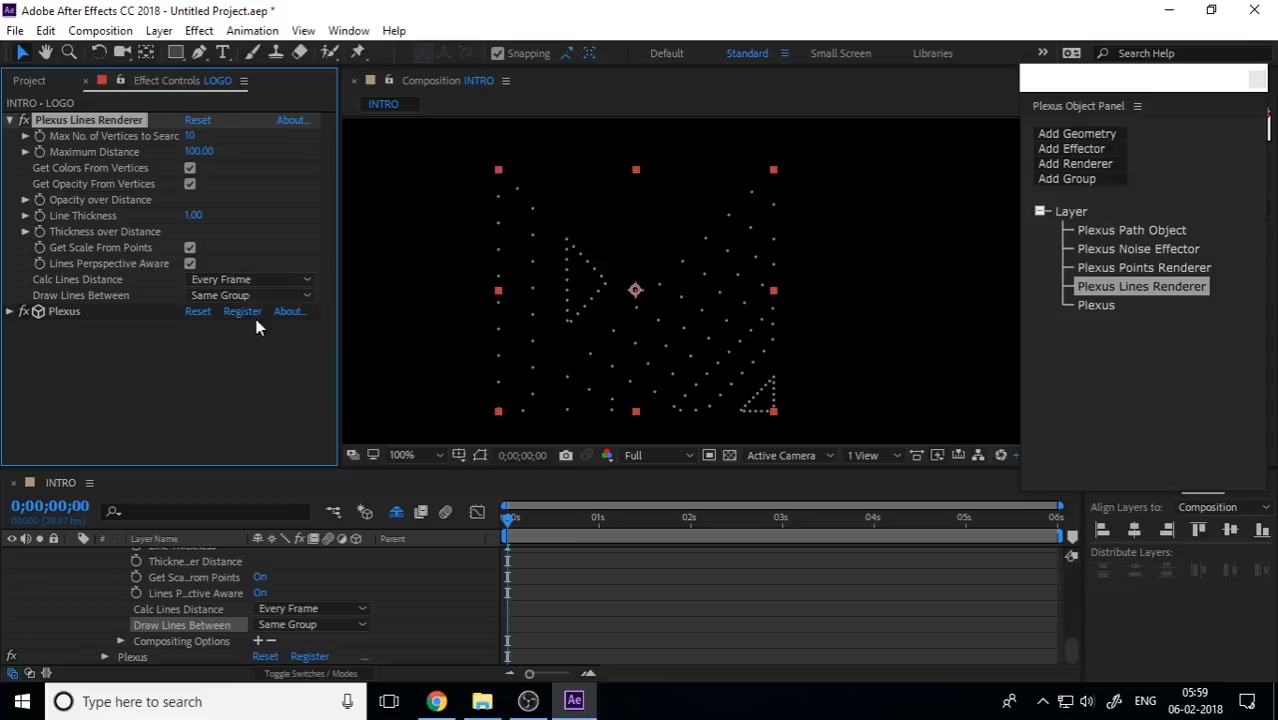 Adobe After Effects CC 2018 - Untitled Project.aep *
File Edit Composition Layer Effect Animation View Window Help
Snapping Default Standard Small Screen Libraries Search Help
Project Effect Controls LOGO
Composition INTRO
INTRO - LOGO
INTRO
Plexus Lines Renderer Reset About...
Max No. of Vertices to Searc 10
Maximum Distance 100.00
Get Colors From Vertices
Get Opacity From Vertices
Opacity over Distance
Line Thickness 1.00
Thickness over Distance
Get Scale From Points
Lines Perpspective Aware
Calc Lines Distance Every Frame
Draw Lines Between Same Group
Plexus Reset Register About...
Plexus Object Panel
Add Geometry
Add Effector
Add Renderer
Add Group
Layer
Plexus Path Object
Plexus Noise Effector
Plexus Points Renderer
Plexus Lines Renderer
Plexus
100% 0;00;00;00 Full Active Camera 1 View
INTRO
0;00;00;00
00000 (29.97 fps)
01s 02s 03s 04s 05s 06s
# Layer Name Parent
Thickne...er Distance
Get Sca...rom Points On
Lines P...ctive Aware On
Calc Lines Distance Every Frame
Draw Lines Between Same Group
Compositing Options + −
Plexus Reset Register ...
Toggle Switches / Modes
Align Layers to: Composition
Distribute Layers:
Type here to search
ENG
05:59
06-02-2018